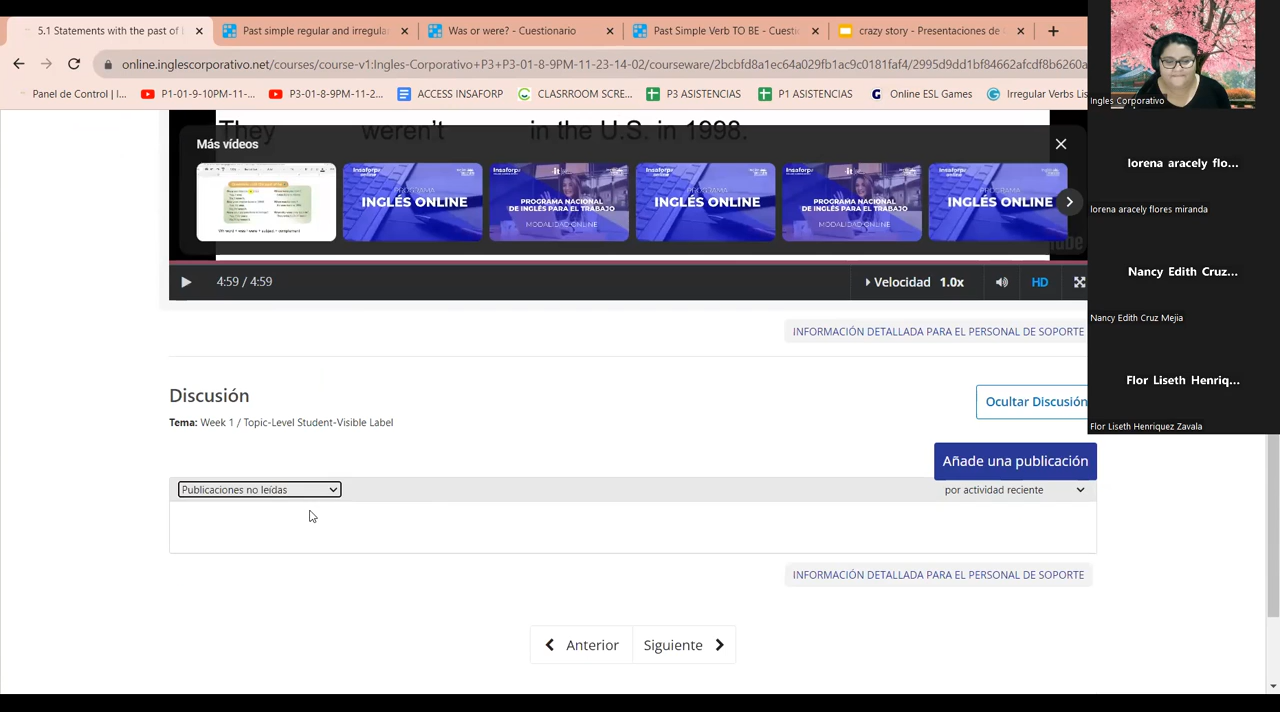 5.1 Statements with the past of
Past simple regular and irregula
Was or were? - Cuestionario
Past Simple Verb TO BE - Cuesti
crazy story - Presentaciones de
online.inglescorporativo.net/courses/course-v1:Ingles-Corporativo+P3+P3-01-8-9PM-11-23-14-02/courseware/2bcbfd8a1ec64a029fb1ac9c0181faf4/2995d9dd1bf84662afcdf8b6260a
Panel de Control | I...
P1-01-9-10PM-11-...
P3-01-8-9PM-11-2...
ACCESS INSAFORP
CLASRROOM SCRE...
P3 ASISTENCIAS
P1 ASISTENCIAS
Online ESL Games
Irregular Verbs Lis
They weren't in the U.S. in 1998.
Más vídeos
INGLÉS ONLINE
PROGRAMA NACIONAL
DE INGLÉS PARA EL TRABAJO
MODALIDAD ONLINE
INGLÉS ONLINE
PROGRAMA NACIONAL
DE INGLÉS PARA EL TRABAJO
MODALIDAD ONLINE
INGLÉS ONLINE
4:59 / 4:59
Velocidad 1.0x
HD
INFORMACIÓN DETALLADA PARA EL PERSONAL DE SOPORTE
Discusión
Ocultar Discusión
Tema: Week 1 / Topic-Level Student-Visible Label
Añade una publicación
Publicaciones no leídas
por actividad reciente
INFORMACIÓN DETALLADA PARA EL PERSONAL DE SOPORTE
Anterior
Siguiente
Ingles Corporativo
lorena aracely flo...
lorena aracely flores miranda
Nancy Edith Cruz...
Nancy Edith Cruz Mejia
Flor Liseth Henriq...
Flor Liseth Henriquez Zavala